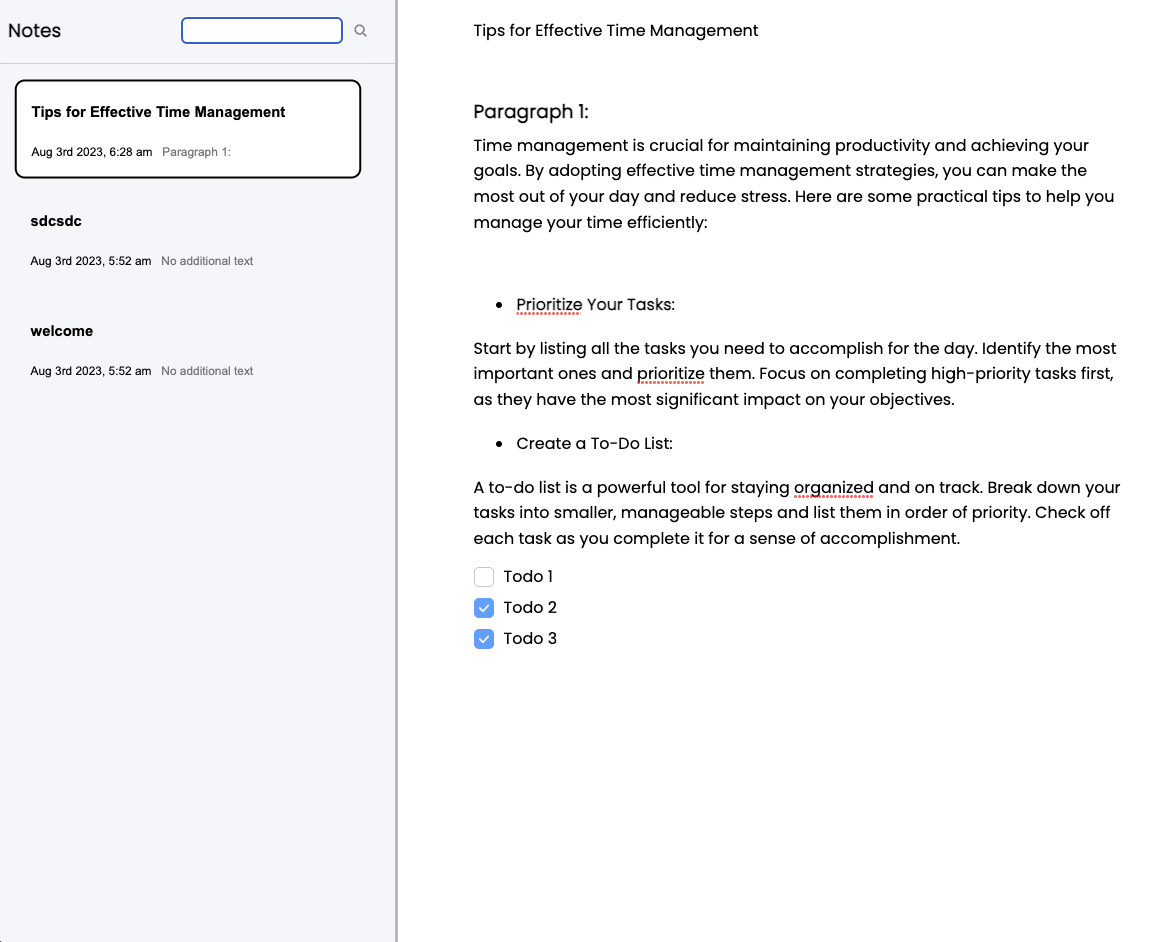 Notes
Tips for Effective Time Management
Aug 3rd 2023, 6:28 am Paragraph 1:
sdcsdc
Aug 3rd 2023, 5:52 am No additional text
welcome
Aug 3rd 2023, 5:52 am No additional text
Tips for Effective Time Management
Paragraph 1:
Time management is crucial for maintaining productivity and achieving your
goals. By adopting effective time management strategies, you can make the
most out of your day and reduce stress. Here are some practical tips to help you
manage your time efficiently:
• Prioritize Your Tasks:
Start by listing all the tasks you need to accomplish for the day. Identify the most
important ones and prioritize them. Focus on completing high-priority tasks first,
as they have the most significant impact on your objectives.
• Create a To-Do List:
A to-do list is a powerful tool for staying organized and on track. Break down your
tasks into smaller, manageable steps and list them in order of priority. Check off
each task as you complete it for a sense of accomplishment.
Todo 1
Todo 2
Todo 3